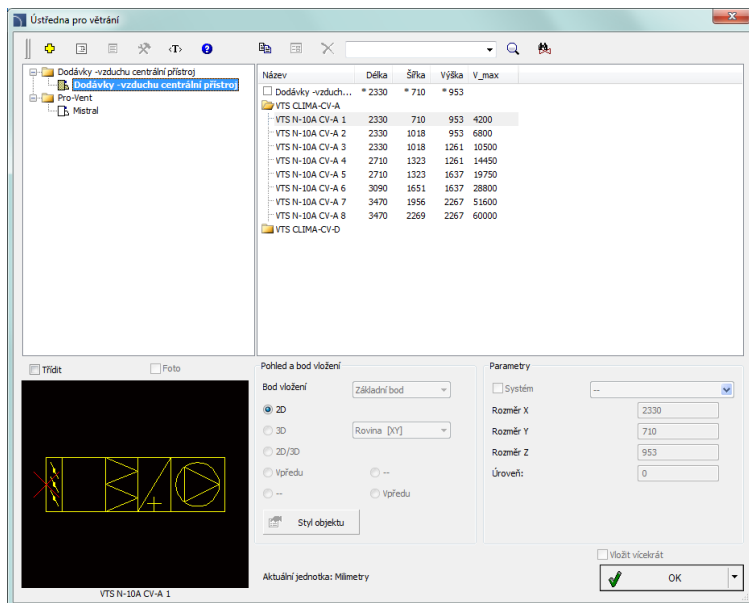 Ústředna pro větrání
Dodávky -vzduchu centrální přístroj
Dodávky -vzduchu centrální přístroj
Pro-Vent
Mistral
Název Délka Šířka Výška V_max
Dodávky -vzduch... * 2330 * 710 * 953
VTS CLIMA-CV-A
VTS N-10A CV-A 1 2330 710 953 4200
VTS N-10A CV-A 2 2330 1018 953 6800
VTS N-10A CV-A 3 2330 1018 1261 10500
VTS N-10A CV-A 4 2710 1323 1261 14450
VTS N-10A CV-A 5 2710 1323 1637 19750
VTS N-10A CV-A 6 3090 1651 1637 28800
VTS N-10A CV-A 7 3470 1956 2267 51600
VTS N-10A CV-A 8 3470 2269 2267 60000
VTS CLIMA-CV-D
Třídit Foto
VTS N-10A CV-A 1
Pohled a bod vložení
Bod vložení Základní bod
2D
3D Rovina [XY]
2D/3D
Vpředu --
-- Vpředu
Styl objektu
Aktuální jednotka: Milimetry
Parametry
Systém --
Rozměr X 2330
Rozměr Y 710
Rozměr Z 953
Úroveň: 0
Vložit vícekrát
OK